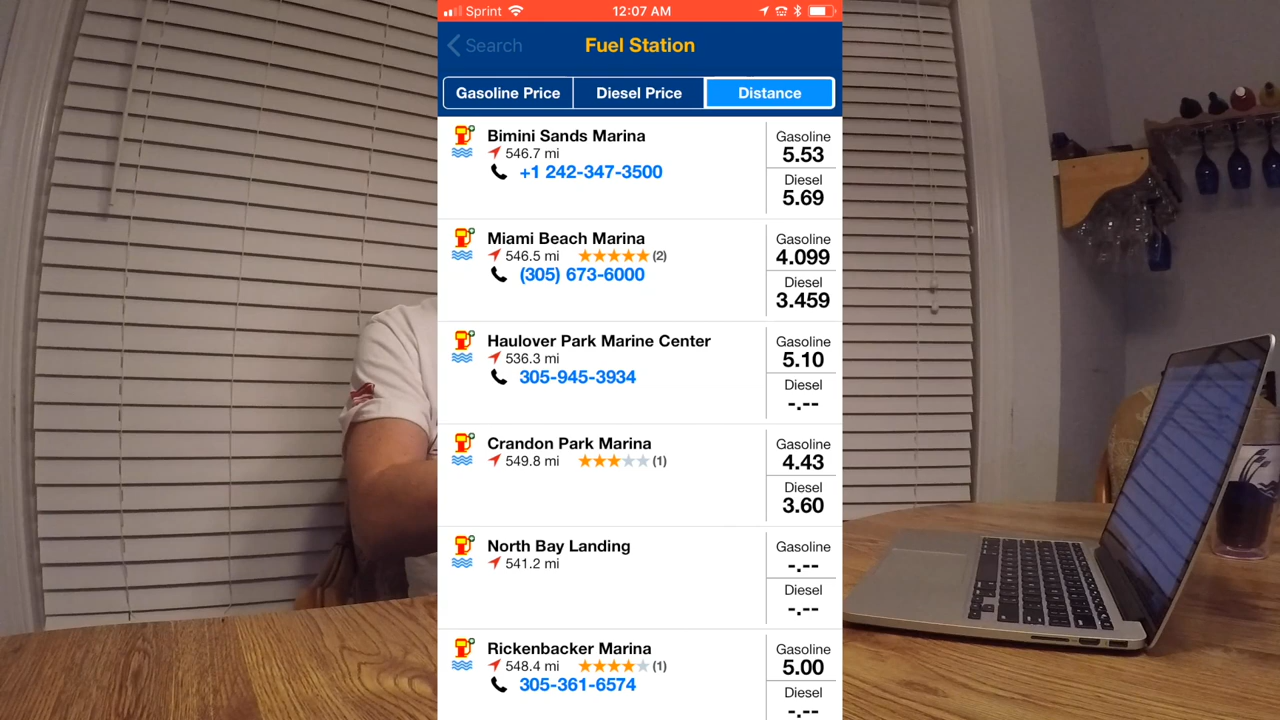 Sprint 12:07 AM
Search Fuel Station
Gasoline Price Diesel Price Distance
Bimini Sands Marina
546.7 mi
+1 242-347-3500
Gasoline
5.53
Diesel
5.69
Miami Beach Marina
546.5 mi (2)
(305) 673-6000
Gasoline
4.099
Diesel
3.459
Haulover Park Marine Center
536.3 mi
305-945-3934
Gasoline
5.10
Diesel
-.--
Crandon Park Marina
549.8 mi (1)
Gasoline
4.43
Diesel
3.60
North Bay Landing
541.2 mi
Gasoline
-.--
Diesel
-.--
Rickenbacker Marina
548.4 mi (1)
305-361-6574
Gasoline
5.00
Diesel
-.--